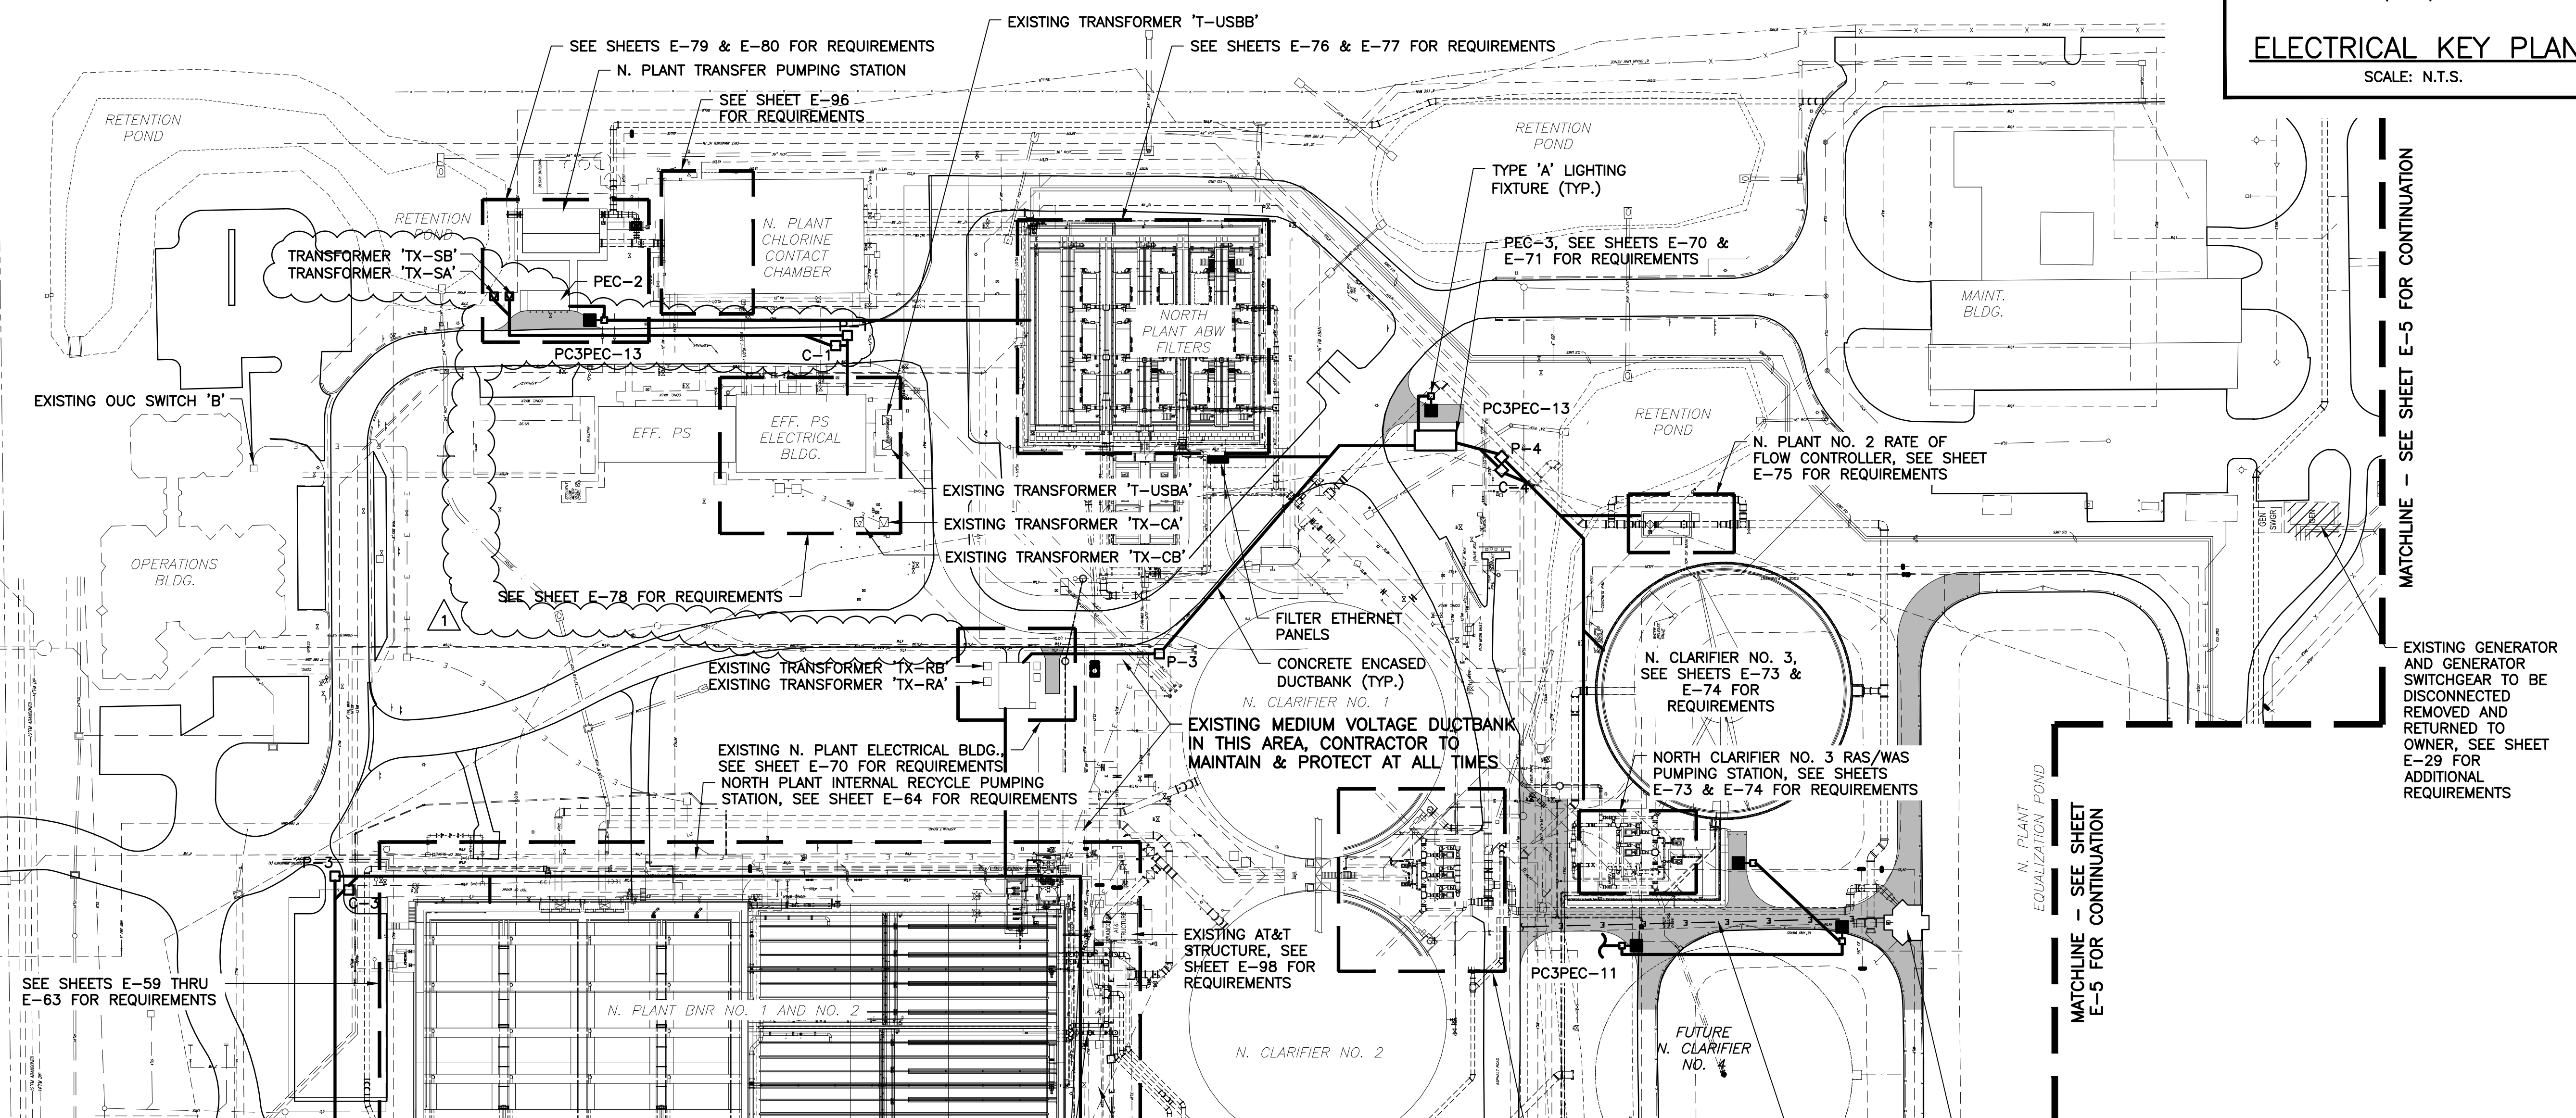 ELECTRICAL KEY PLAN
SCALE: N.T.S.
EXISTING TRANSFORMER 'T-USBB'
SEE SHEETS E-79 & E-80 FOR REQUIREMENTS
SEE SHEETS E-76 & E-77 FOR REQUIREMENTS
N. PLANT TRANSFER PUMPING STATION
SEE SHEET E-96
FOR REQUIREMENTS
RETENTION
POND
RETENTION
POND
RETENTION
POND
TYPE 'A' LIGHTING
FIXTURE (TYP.)
N. PLANT
CHLORINE
CONTACT
CHAMBER
PEC-3, SEE SHEETS E-70 &
E-71 FOR REQUIREMENTS
TRANSFORMER 'TX-SB'
TRANSFORMER 'TX-SA'
PEC-2
MAINT.
BLDG.
NORTH
PLANT ABW
FILTERS
PC3PEC-13
C-1
MATCHLINE - SEE SHEET E-5 FOR CONTINUATION
EXISTING OUC SWITCH 'B'
EFF. PS
EFF. PS
ELECTRICAL
BLDG.
PC3PEC-13
RETENTION
POND
P-4
C-4
N. PLANT NO. 2 RATE OF
FLOW CONTROLLER, SEE SHEET
E-75 FOR REQUIREMENTS
EXISTING TRANSFORMER 'T-USBA'
EXISTING TRANSFORMER 'TX-CA'
EXISTING TRANSFORMER 'TX-CB'
GEN
SWGR
GEN
OPERATIONS
BLDG.
SEE SHEET E-78 FOR REQUIREMENTS
1
FILTER ETHERNET
PANELS
P-3
CONCRETE ENCASED
DUCTBANK (TYP.)
N. CLARIFIER NO. 1
EXISTING TRANSFORMER 'TX-RB'
EXISTING TRANSFORMER 'TX-RA'
N. CLARIFIER NO. 3,
SEE SHEETS E-73 &
E-74 FOR
REQUIREMENTS
EXISTING GENERATOR
AND GENERATOR
SWITCHGEAR TO BE
DISCONNECTED
REMOVED AND
RETURNED TO
OWNER, SEE SHEET
E-29 FOR
ADDITIONAL
REQUIREMENTS
EXISTING MEDIUM VOLTAGE DUCTBANK
IN THIS AREA, CONTRACTOR TO
MAINTAIN & PROTECT AT ALL TIMES
EXISTING N. PLANT ELECTRICAL BLDG.,
SEE SHEET E-70 FOR REQUIREMENTS
NORTH PLANT INTERNAL RECYCLE PUMPING
STATION, SEE SHEET E-64 FOR REQUIREMENTS
NORTH CLARIFIER NO. 3 RAS/WAS
PUMPING STATION, SEE SHEETS
E-73 & E-74 FOR REQUIREMENTS
N. PLANT
EQUALIZATION POND
MATCHLINE - SEE SHEET
E-5 FOR CONTINUATION
P-3
C-3
EXISTING AT&T
STRUCTURE, SEE
SHEET E-98 FOR
REQUIREMENTS
PC3PEC-11
SEE SHEETS E-59 THRU
E-63 FOR REQUIREMENTS
N. PLANT BNR NO. 1 AND NO. 2
N. CLARIFIER NO. 2
FUTURE
N. CLARIFIER
NO. 4